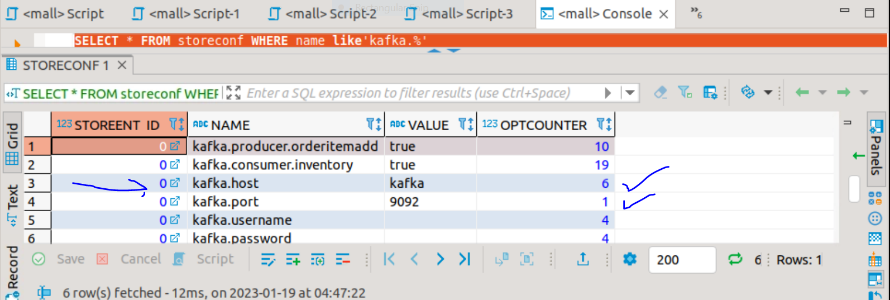 <mall> Script
<mall> Script-1
<mall> Script-2
<mall> Script-3
<mall> Console
»6
SELECT * FROM storeconf WHERE name like'kafka.%'
STORECONF 1
SELECT * FROM storeconf WHER
Enter a SQL expression to filter results (use Ctrl+Space)
Grid
Text
Record
Panels
123 STOREENT_ID ABC NAME ABC VALUE 123 OPTCOUNTER
1 0 kafka.producer.orderitemadd true 10
2 0 kafka.consumer.inventory true 19
3 0 kafka.host kafka 6
4 0 kafka.port 9092 1
5 0 kafka.username 4
6 0 kafka.password 4
Save Cancel Script 200 6 Rows: 1
6 row(s) fetched - 12ms, on 2023-01-19 at 04:47:22